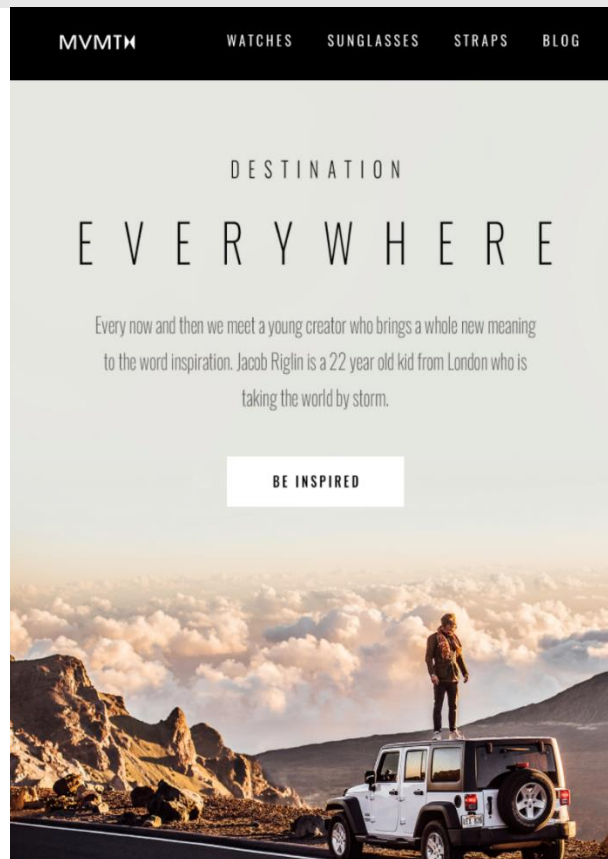 MVMT
WATCHES SUNGLASSES STRAPS BLOG
DESTINATION
EVERYWHERE
Every now and then we meet a young creator who brings a whole new meaning
to the word inspiration. Jacob Riglin is a 22 year old kid from London who is
taking the world by storm.
BE INSPIRED